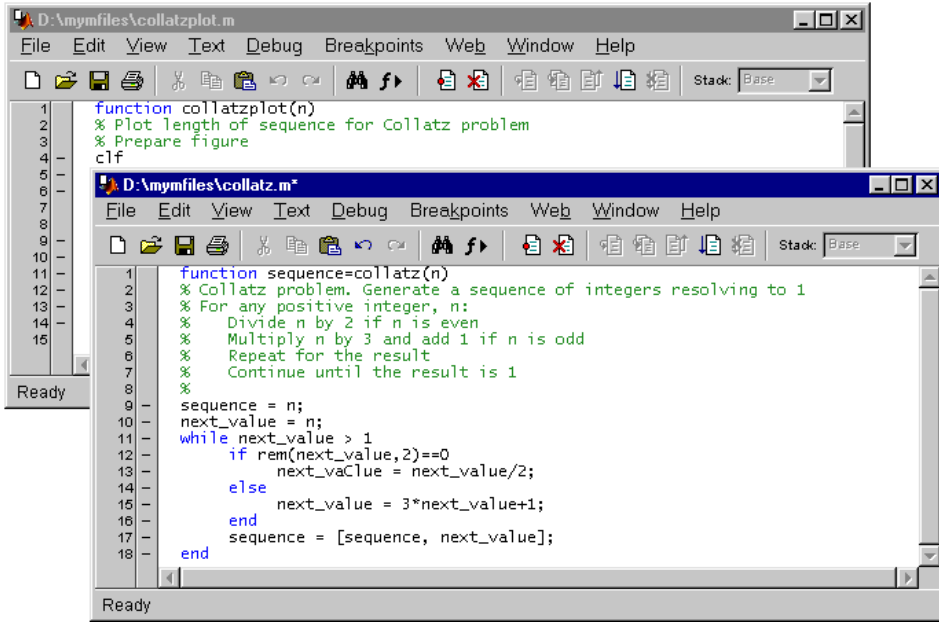 D:\mymfiles\collatzplot.m
File Edit View Text Debug Breakpoints Web Window Help
Stack: Base
1 function collatzplot(n)
2 % Plot length of sequence for Collatz problem
3 % Prepare figure
4 – clf
5 –
6 –
7
8
9 –
10 –
11 –
12 –
13 –
14 –
15
Ready
D:\mymfiles\collatz.m*
File Edit View Text Debug Breakpoints Web Window Help
Stack: Base
1 function sequence=collatz(n)
2 % Collatz problem. Generate a sequence of integers resolving to 1
3 % For any positive integer, n:
4 %    Divide n by 2 if n is even
5 %    Multiply n by 3 and add 1 if n is odd
6 %    Repeat for the result
7 %    Continue until the result is 1
8 %
9 – sequence = n;
10 – next_value = n;
11 – while next_value > 1
12 –     if rem(next_value,2)==0
13 –         next_vaClue = next_value/2;
14 –     else
15 –         next_value = 3*next_value+1;
16 –     end
17 –     sequence = [sequence, next_value];
18 – end
Ready